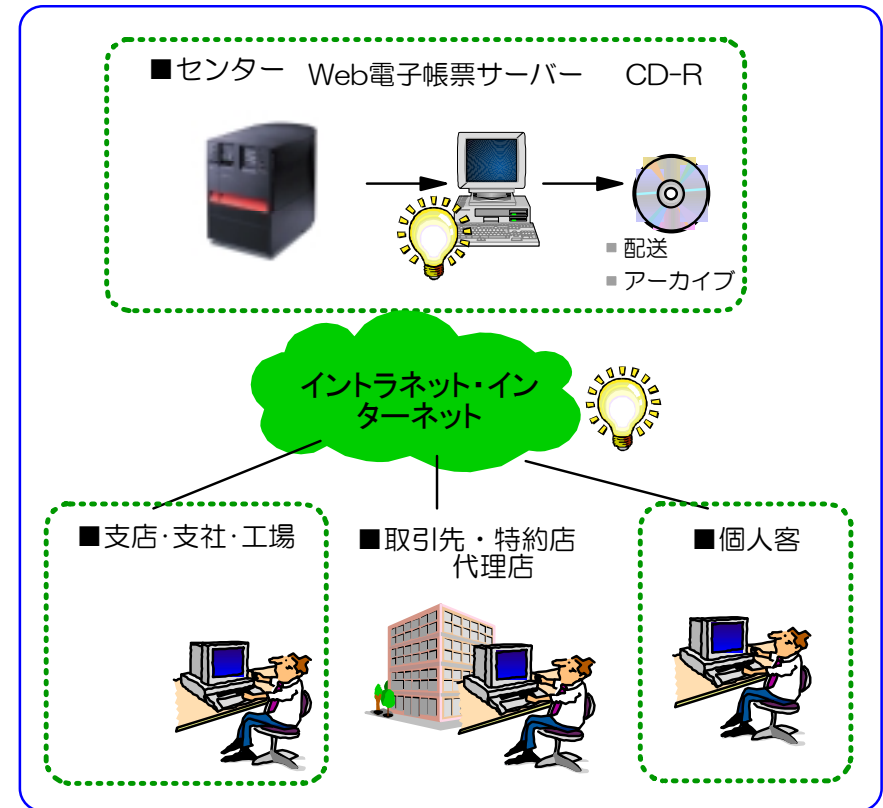 ■センター Web電子帳票サーバー CD-R
■配送
■アーカイブ
イントラネット・イン
ターネット
■支店・支社・工場
■取引先・特約店
代理店
■個人客